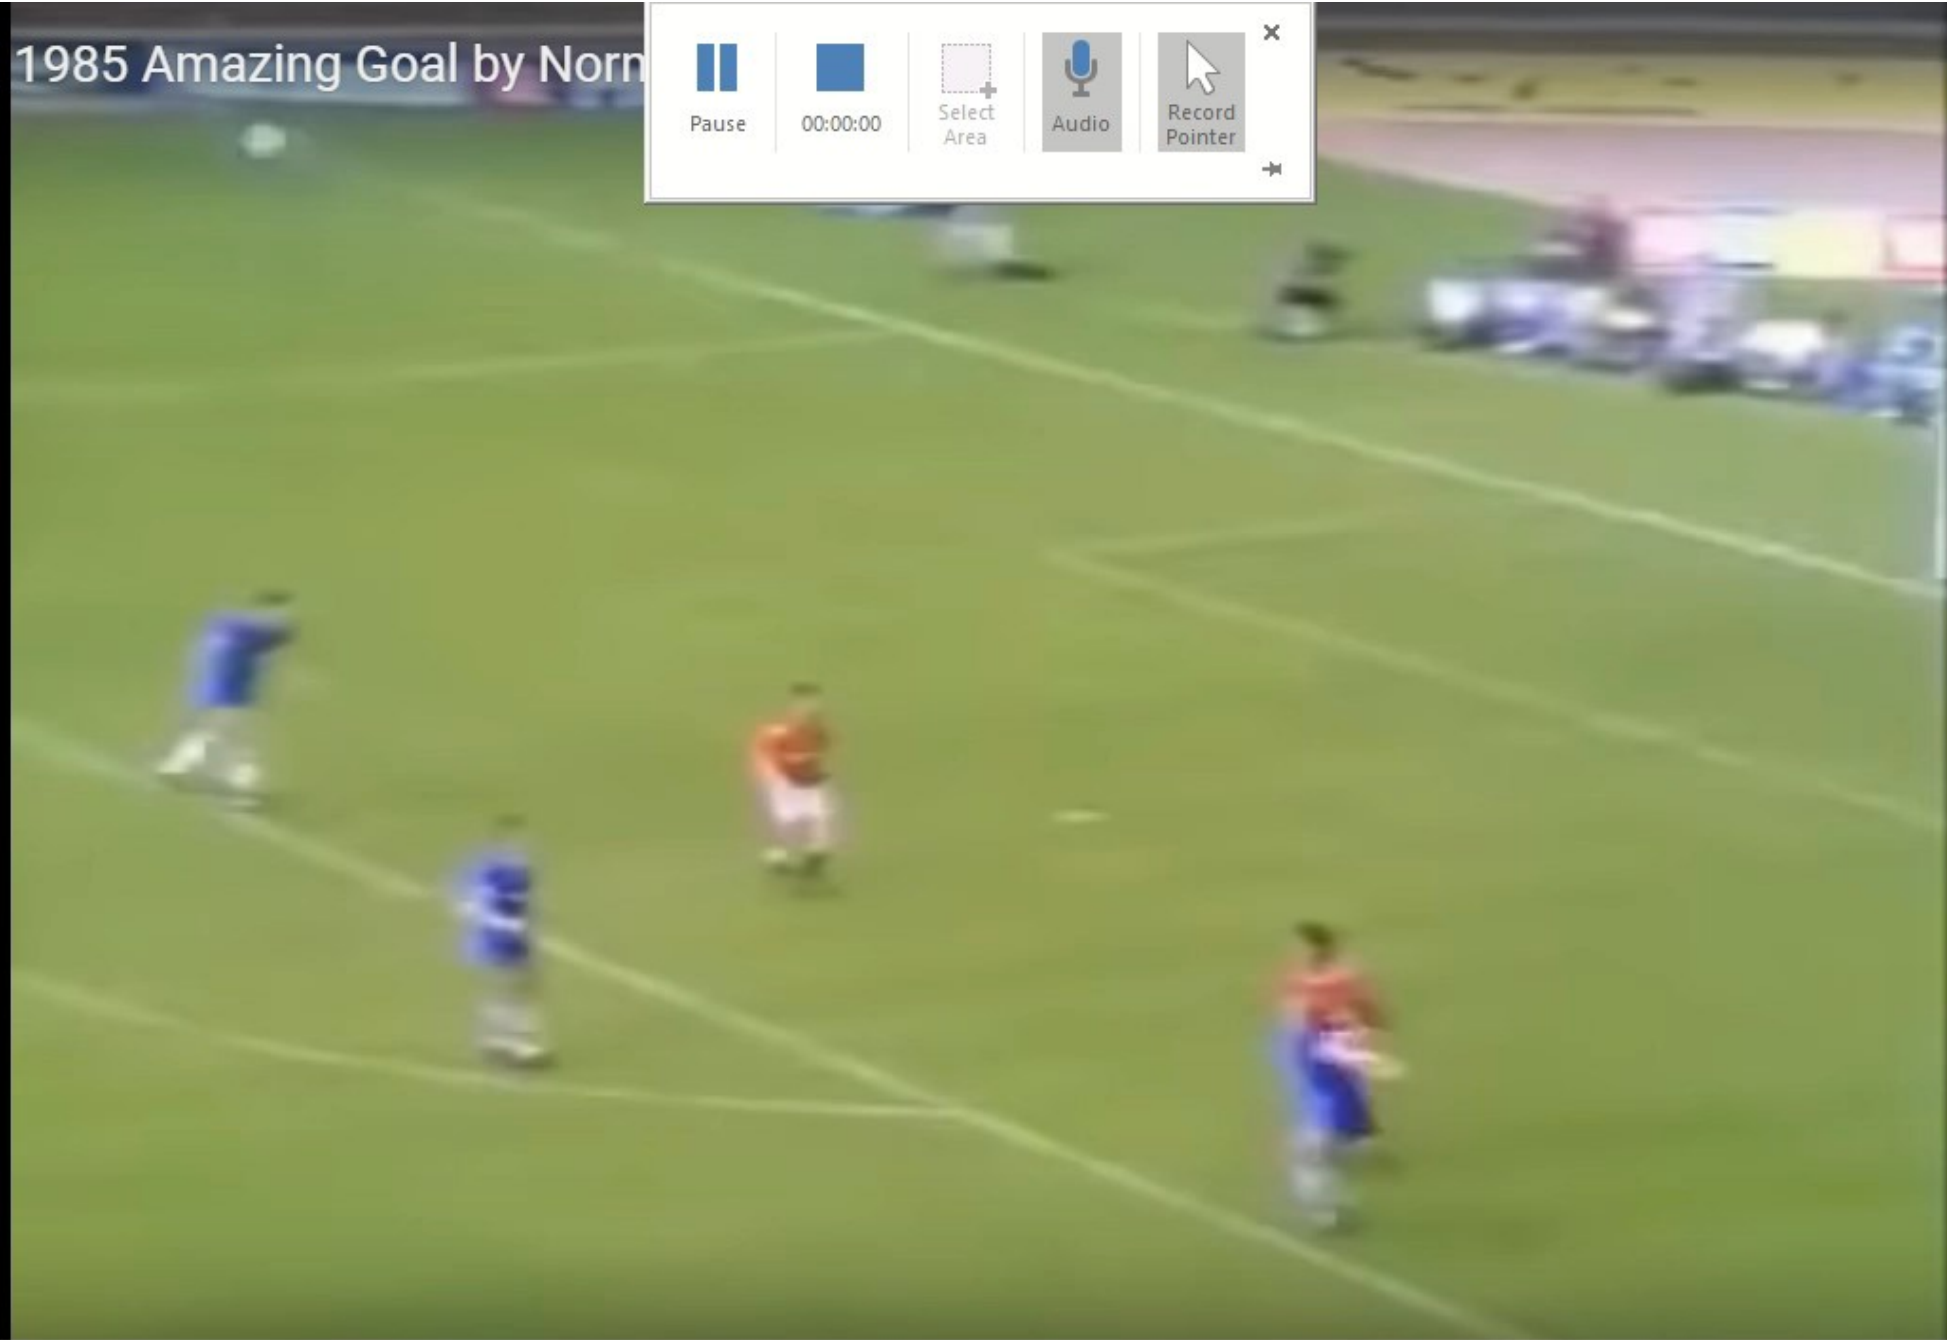 1985 Amazing Goal by Norn
Pause
00:00:00
Select
Area
Audio
Record
Pointer